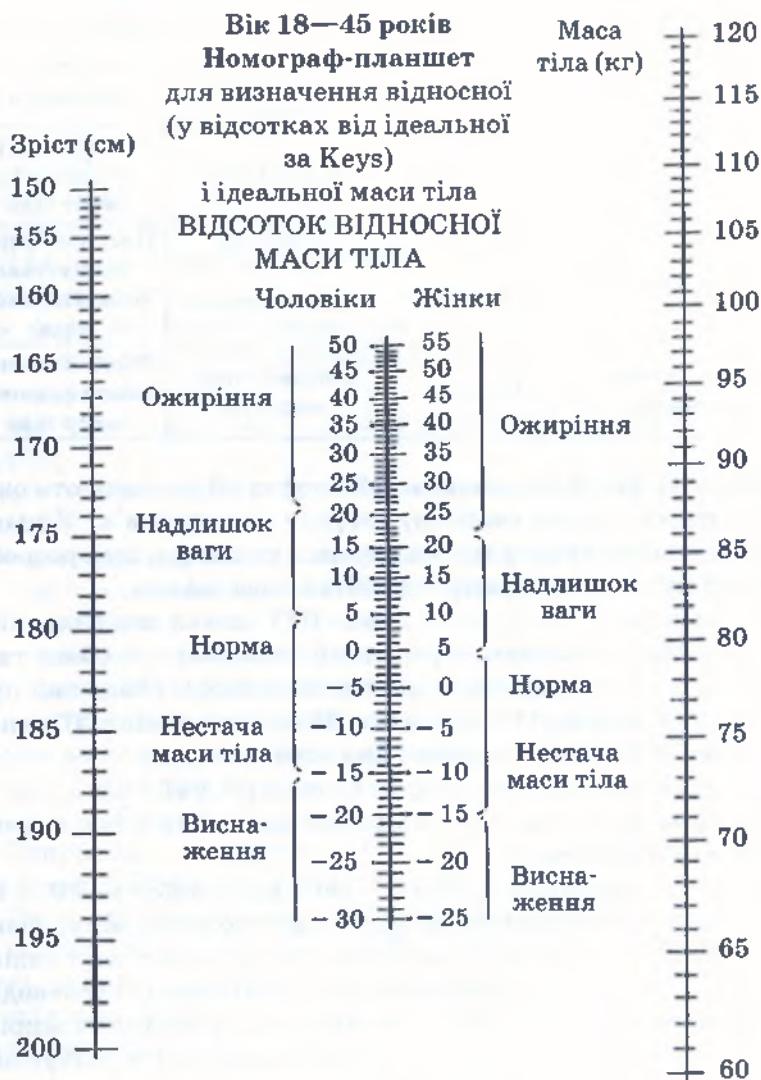 Вік 18—45 років
Номограф-планшет
для визначення відносної
(у відсотках від ідеальної
за Keys)
і ідеальної маси тіла
ВІДСОТОК ВІДНОСНОЇ
МАСИ ТІЛА
Зріст (см)
150
155
160
165
170
175
180
185
190
195
200
Чоловіки
Ожиріння
Надлишок
ваги
Норма
Нестача
маси тіла
Висна-
ження
50
45
40
35
30
25
20
15
10
5
0
5
– 10
– 15
– 20
– 25
– 30
Жінки
55
50
45
40
35
30
25
20
15
10
5
0
– 5
– 10
– 15
– 20
– 25
Ожиріння
Надлишок
ваги
Норма
Нестача
маси тіла
Висна-
ження
Маса
тіла (кг)
120
115
110
105
100
95
90
85
80
75
70
65
60